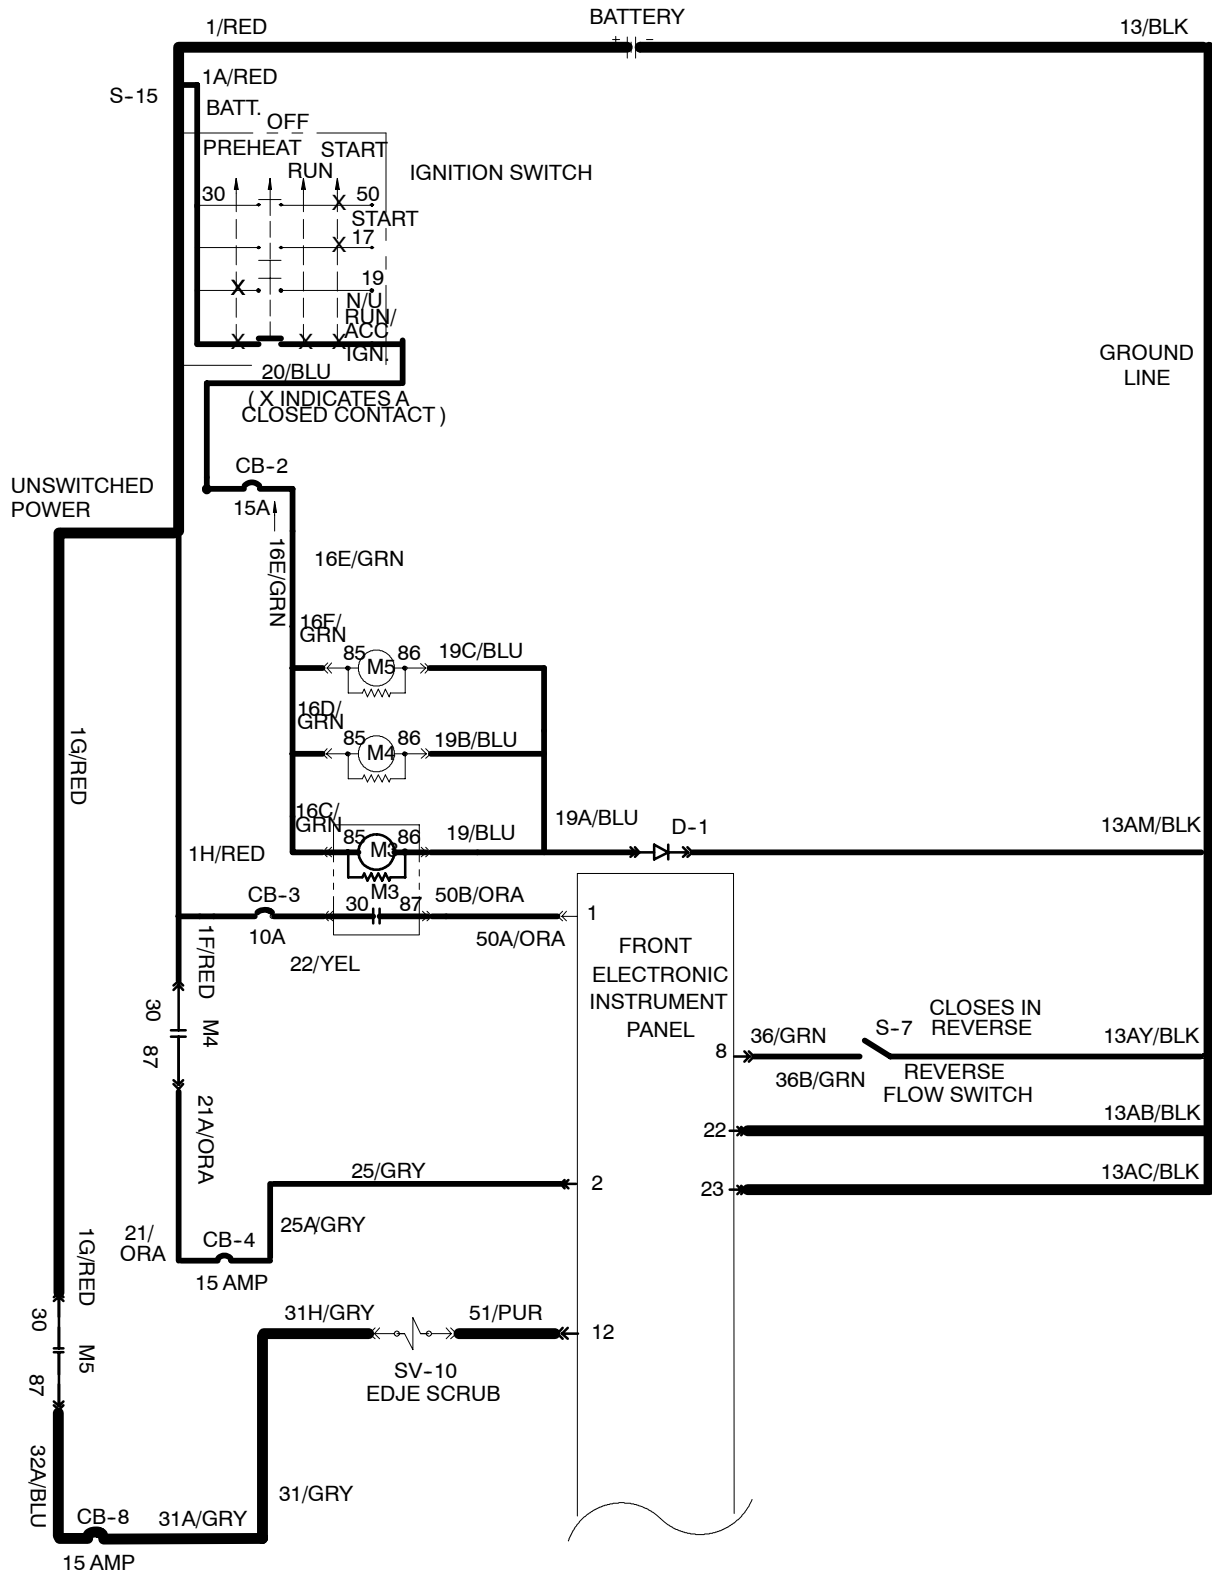 BATTERY
1/RED
+ -
13/BLK
1A/RED
S-15
BATT.
OFF
PREHEAT
START
RUN
IGNITION SWITCH
30
50
START
17
19
N/U
RUN/
ACC
IGN.
X
X
X
X
X
X
20/BLU
( X INDICATES A
CLOSED CONTACT )
GROUND
LINE
CB-2
15A
UNSWITCHED
POWER
16E/GRN
16E/GRN
16F/
GRN
85
M5
86
19C/BLU
16D/
GRN
85
M4
86
19B/BLU
1G/RED
16C/
GRN
85
M3
86
19/BLU
19A/BLU
D-1
13AM/BLK
1H/RED
M3
CB-3
10A
30
87
50B/ORA
50A/ORA
1
22/YEL
1F/RED
FRONT
ELECTRONIC
INSTRUMENT
PANEL
30
M4
87
36/GRN
8
36B/GRN
S-7
CLOSES IN
REVERSE
REVERSE
FLOW SWITCH
13AY/BLK
21A/ORA
22
13AB/BLK
25/GRY
2
23
13AC/BLK
25A/GRY
21/
ORA
CB-4
15 AMP
1G/RED
31H/GRY
51/PUR
12
30
M5
87
SV-10
EDJE SCRUB
32A/BLU
31/GRY
CB-8
31A/GRY
15 AMP